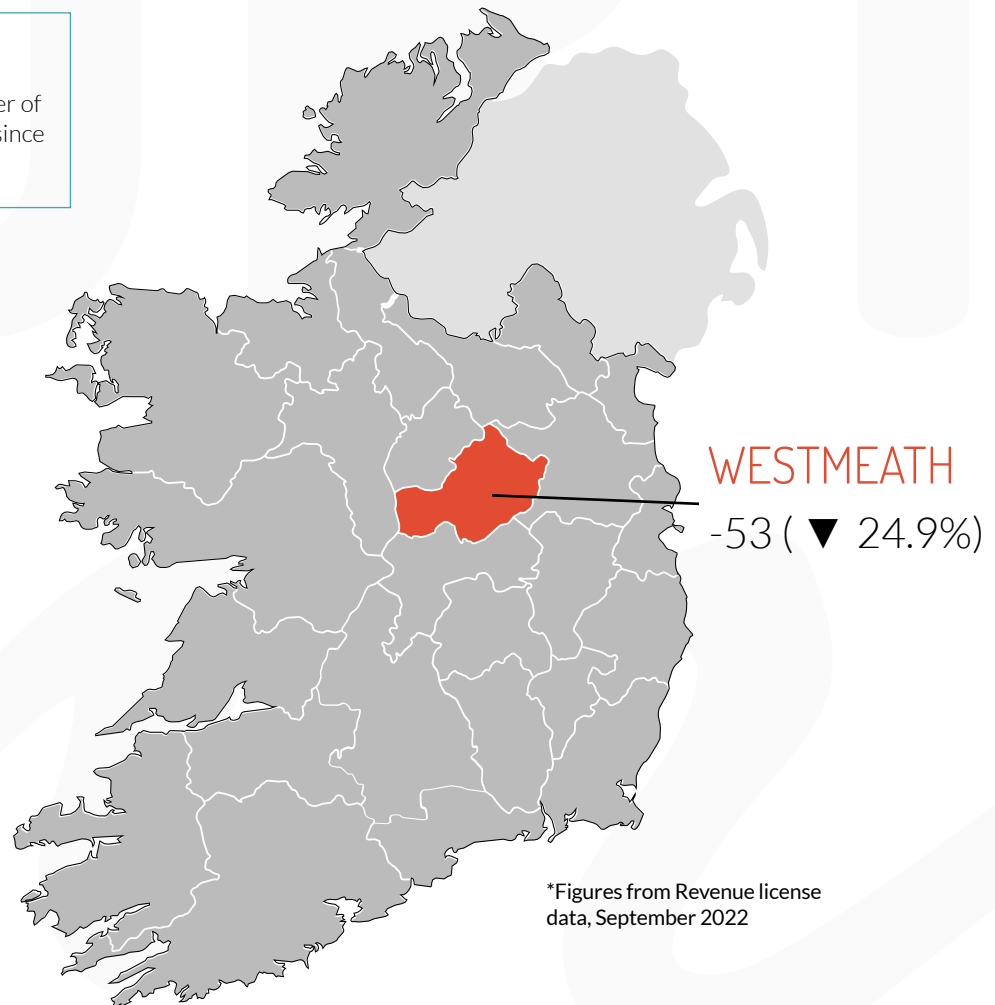 er of
since
WESTMEATH
-53 ( ▼ 24.9%)
*Figures from Revenue license
data, September 2022